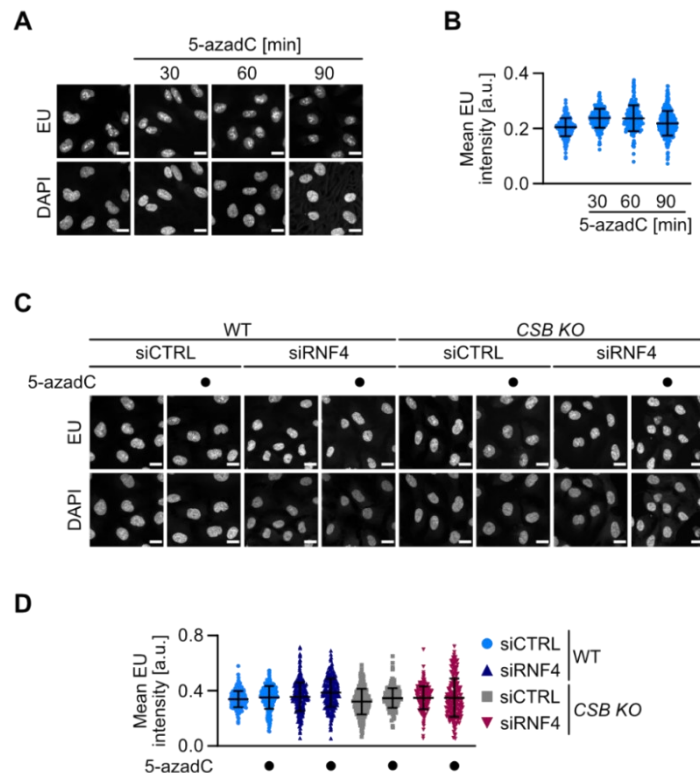 A
5-azadC [min]
30 60 90
EU
DAPI
B
Mean EU
intensity [a.u.]
0.4
0.2
0.0
30 60 90
5-azadC [min]
C
WT CSB KO
siCTRL siRNF4 siCTRL siRNF4
5-azadC ● ● ● ●
EU
DAPI
D
Mean EU
intensity [a.u.]
0.8
0.4
0.0
5-azadC ● ● ● ●
siCTRL
siRNF4
WT
siCTRL
siRNF4
CSB KO